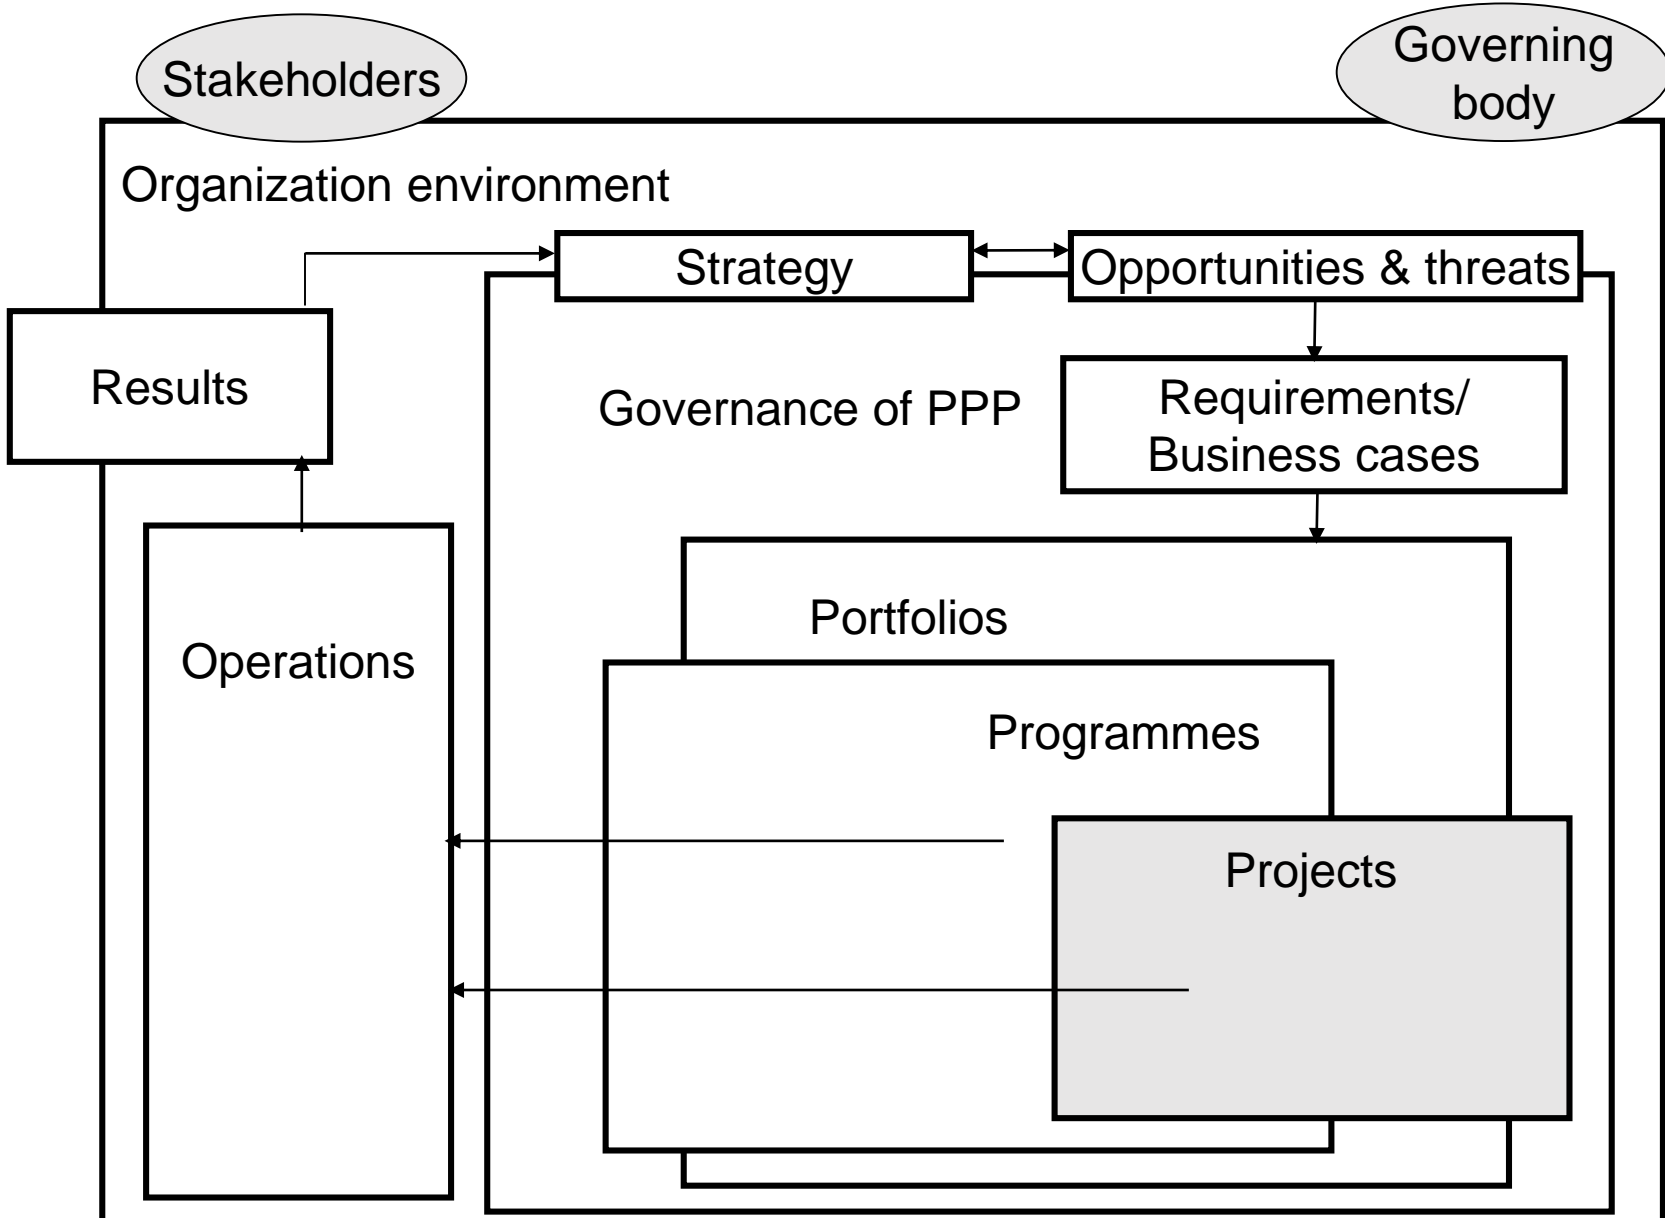 Stakeholders
Governing
body
Organization environment
Strategy
Opportunities & threats
Results
Governance of PPP
Requirements/
Business cases
Portfolios
Operations
Programmes
Projects